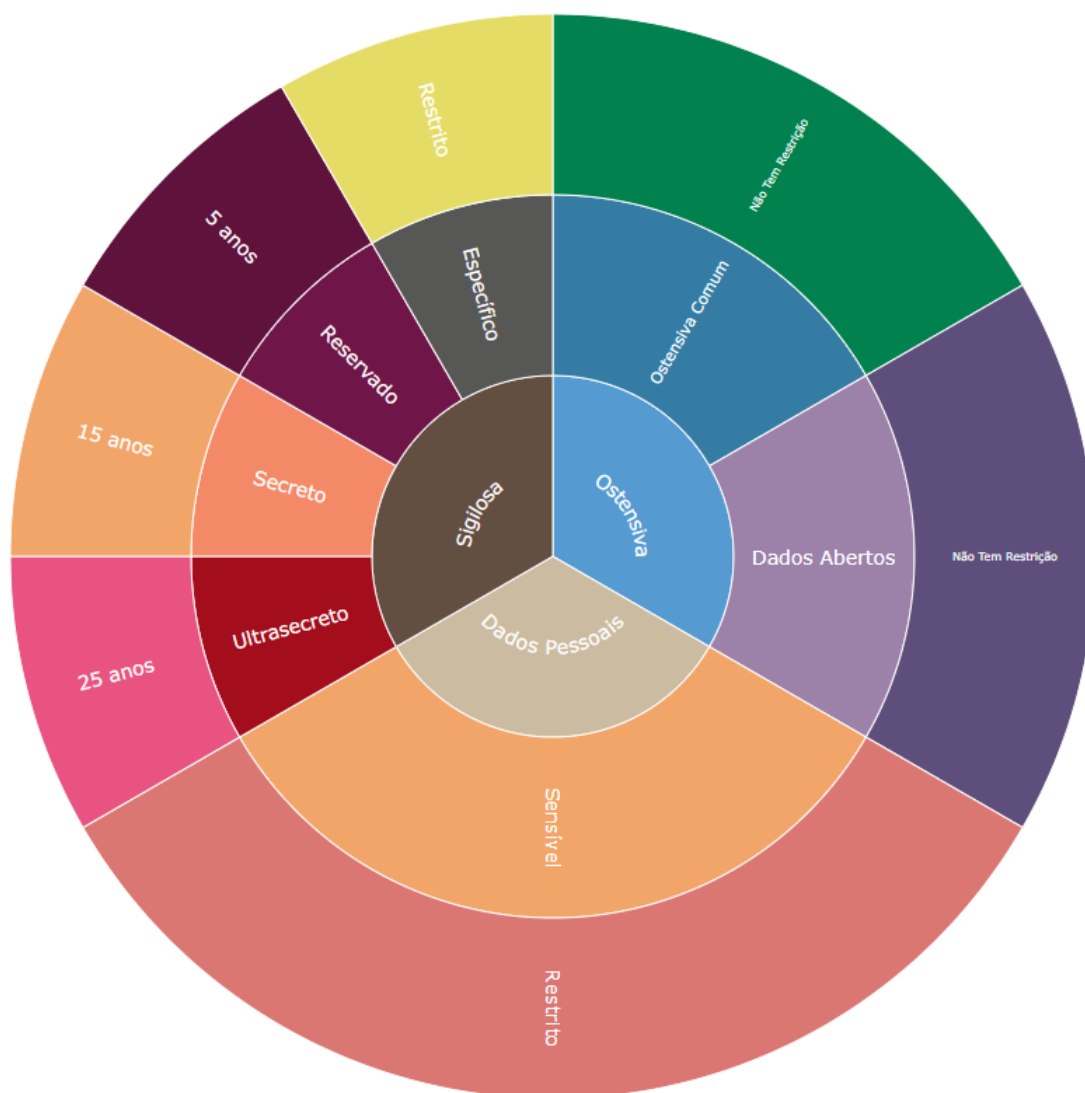 Restrito
Não Tem Restrição
5 anos
Específico
Ostensiva Comum
Reservado
15 anos
Secreto
Sigilosa
Ostensiva
Dados Abertos
Não Tem Restrição
Ultrasecreto
Dados Pessoais
25 anos
Sensível
Restrito